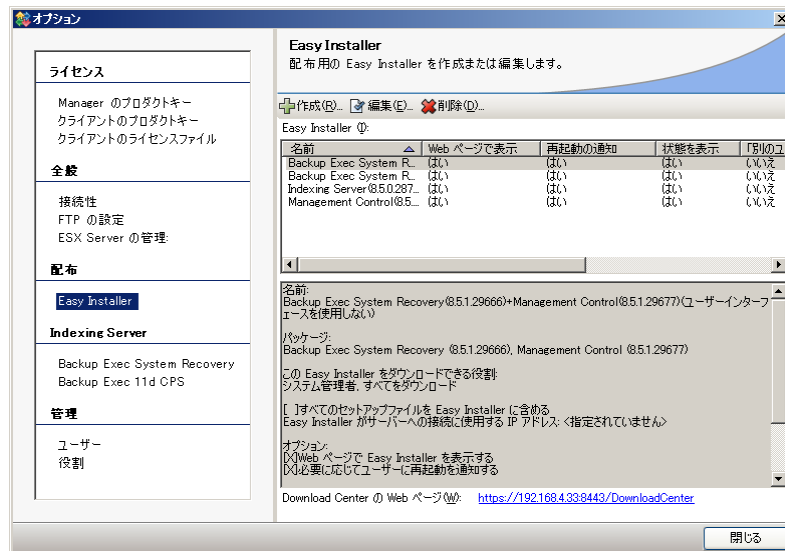 オプション
ライセンス
Manager のプロダクトキー
クライアントのプロダクトキー
クライアントのライセンスファイル
全般
接続性
FTP の設定
ESX Server の管理:
配布
Easy Installer
Indexing Server
Backup Exec System Recovery
Backup Exec 11d CPS
管理
ユーザー
役割
Easy Installer
配布用の Easy Installer を作成または編集します。
作成(R)... 編集(E)... 削除(D)...
Easy Installer (I):
名前 Web ページで表示 再起動の通知 状態を表示 「別のユ
Backup Exec System R... はい はい はい いいえ
Backup Exec System R... はい はい はい いいえ
Indexing Server(8.5.0.287... はい はい はい いいえ
Management Control(8.5... はい はい はい いいえ
名前:
Backup Exec System Recovery(8.5.1.29666)+Management Control(8.5.1.29677)(ユーザーインターフ
ェースを使用しない)
パッケージ:
Backup Exec System Recovery (8.5.1.29666), Management Control (8.5.1.29677)
この Easy Installer をダウンロードできる役割:
システム管理者, すべてをダウンロード
[ ]すべてのセットアップファイルを Easy Installer に含める
Easy Installer がサーバーへの接続に使用する IP アドレス: <指定されていません>
オプション:
[X]Web ページで Easy Installer を表示する
[X]必要に応じてユーザーに再起動を通知する
Download Center の Web ページ(W): https://192.168.4.33:8443/DownloadCenter
閉じる